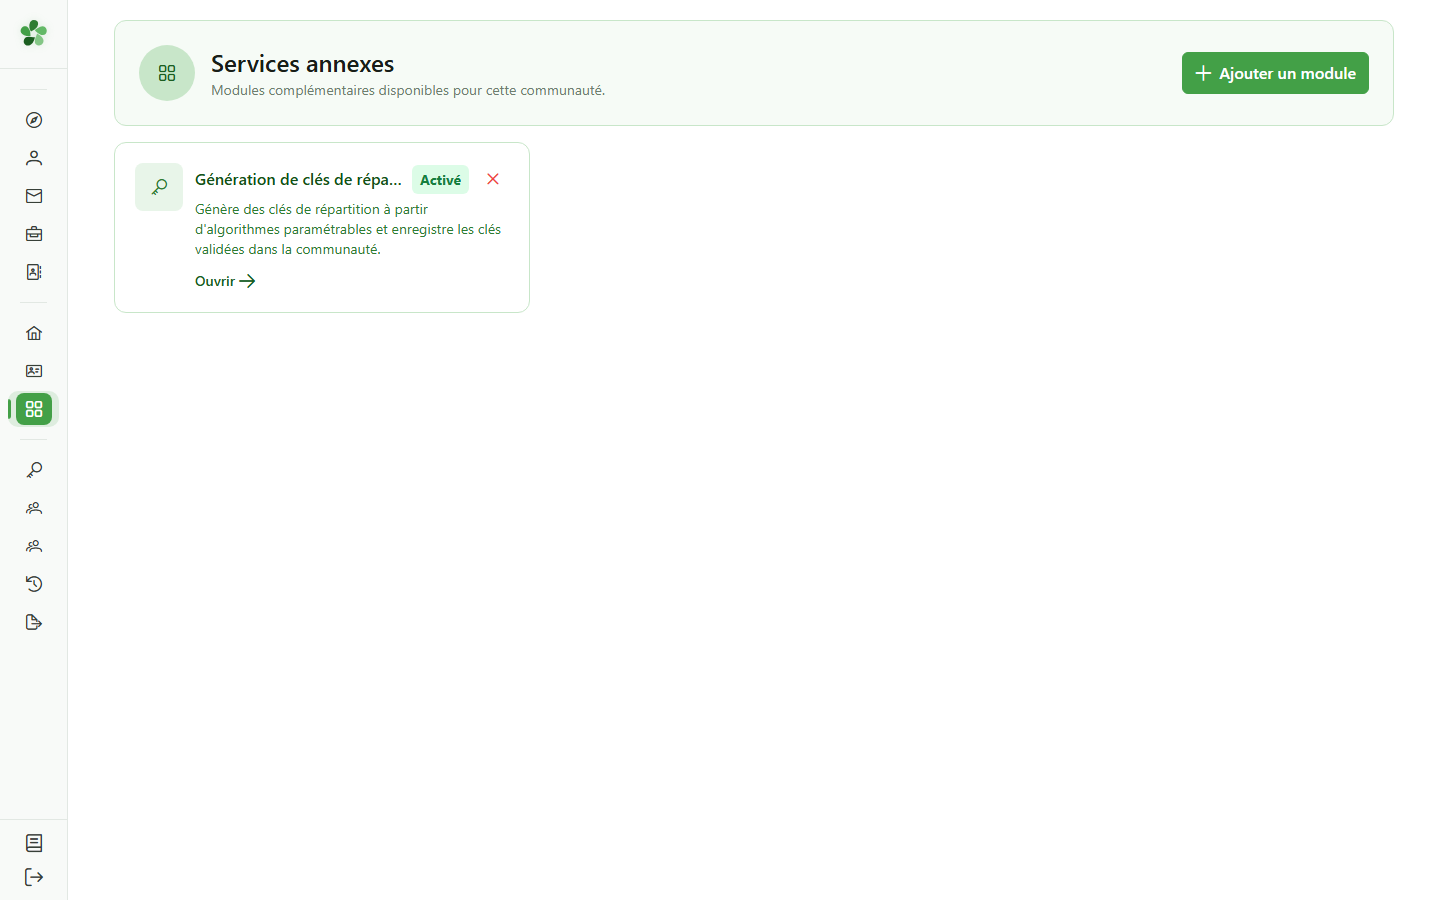 Services annexes
Modules complémentaires disponibles pour cette communauté.
Ajouter un module
Génération de clés de répa...
Activé
Génère des clés de répartition à partir
d'algorithmes paramétrables et enregistre les clés
validées dans la communauté.
Ouvrir